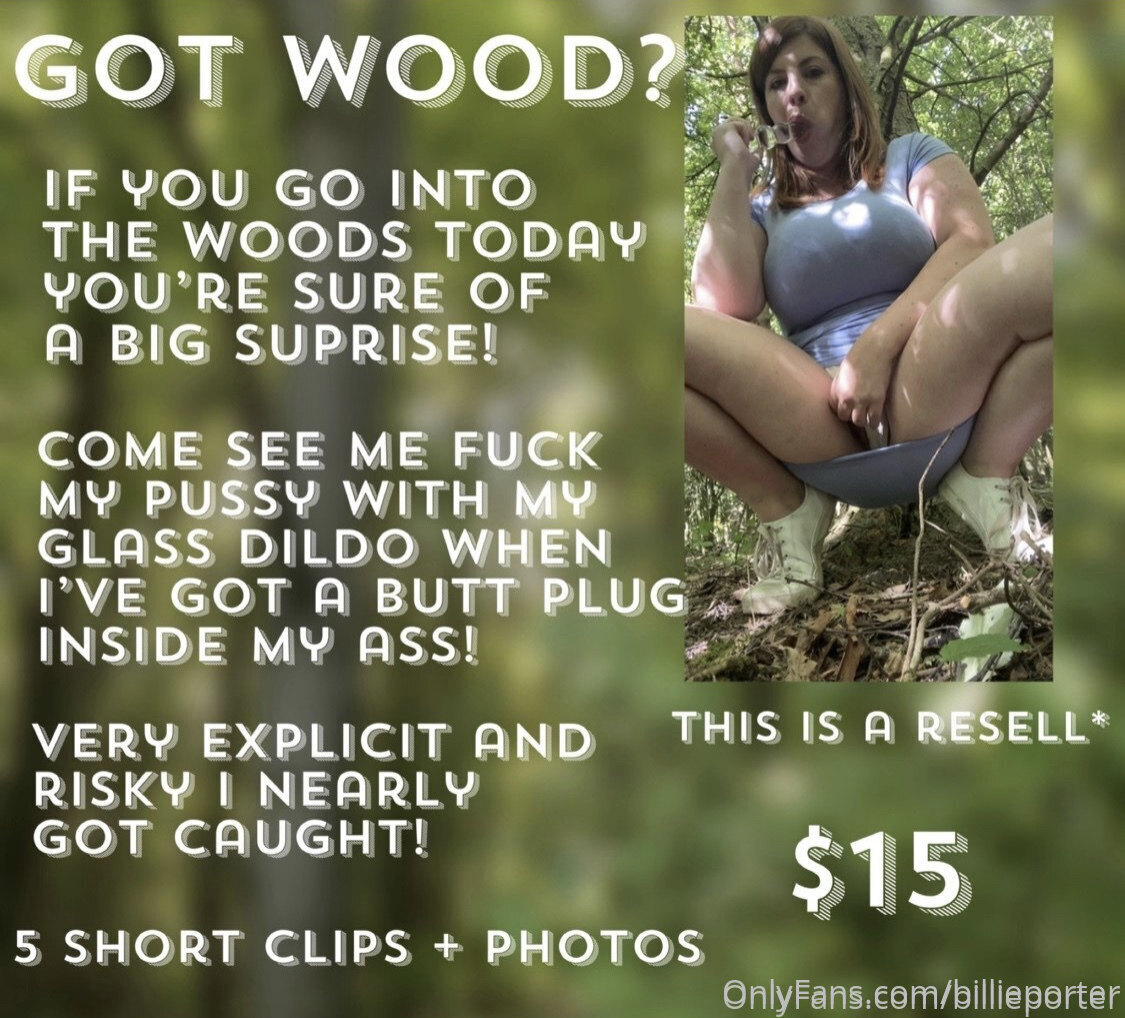 GOT WOOD?
IF YOU GO INTO
THE WOODS TODAY
YOU'RE SURE OF
A BIG SUPRISE!
COME SEE ME FUCK
MY PUSSY WITH MY
GLASS DILDO WHEN
I'VE GOT A BUTT PLUG
INSIDE MY ASS!
VERY EXPLICIT AND
RISKY I NEARLY
GOT CAUGHT!
5 SHORT CLIPS + PHOTOS
THIS IS A RESELL*
$15
OnlyFans.com/billieporter